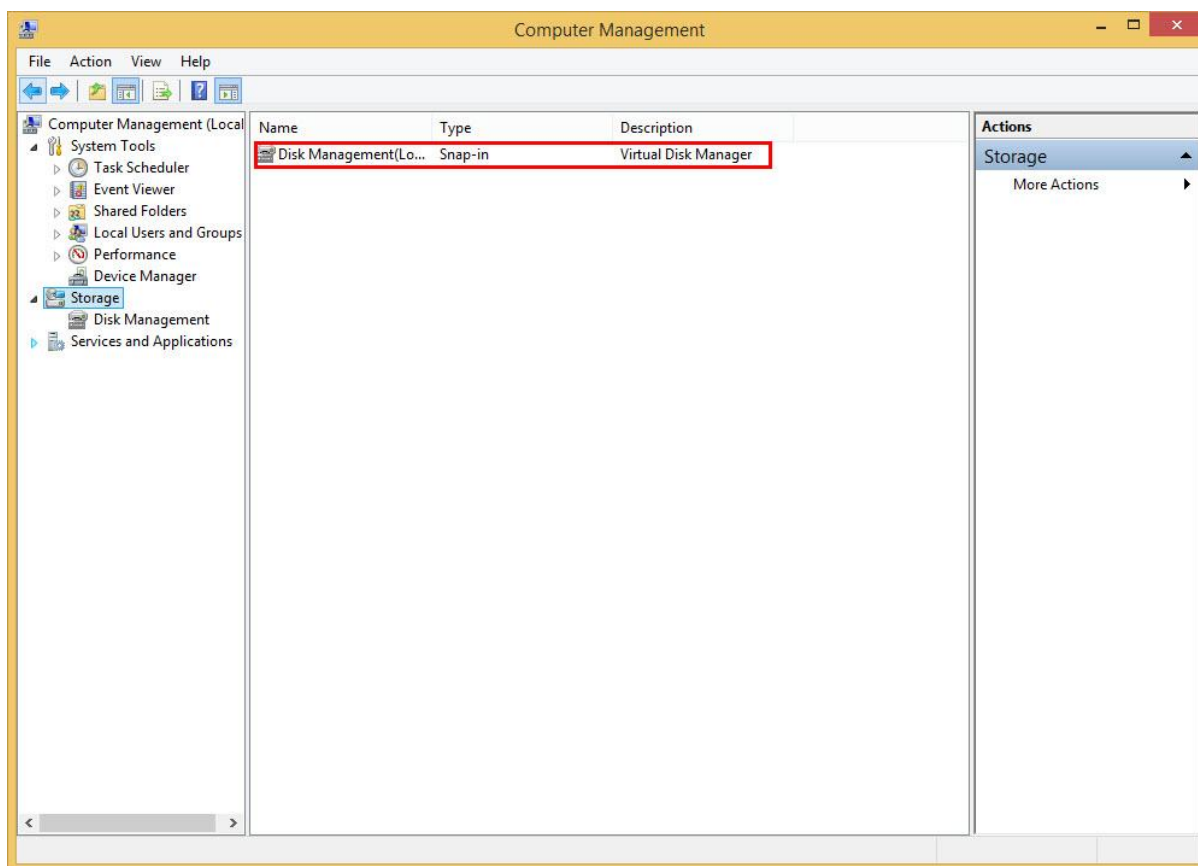 Computer Management
File Action View Help
Computer Management (Local
System Tools
Task Scheduler
Event Viewer
Shared Folders
Local Users and Groups
Performance
Device Manager
Storage
Disk Management
Services and Applications
Name Type Description
Disk Management(Lo... Snap-in Virtual Disk Manager
Actions
Storage
More Actions